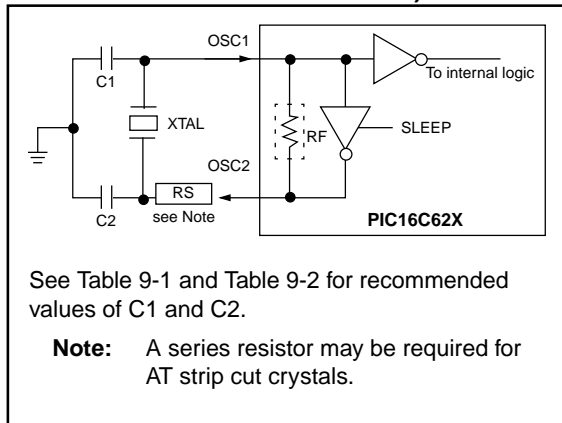 OSC1
C1
To internal logic
XTAL
RF
SLEEP
OSC2
RS
C2
see Note
PIC16C62X
See Table 9-1 and Table 9-2 for recommended
values of C1 and C2.
Note: A series resistor may be required for
AT strip cut crystals.